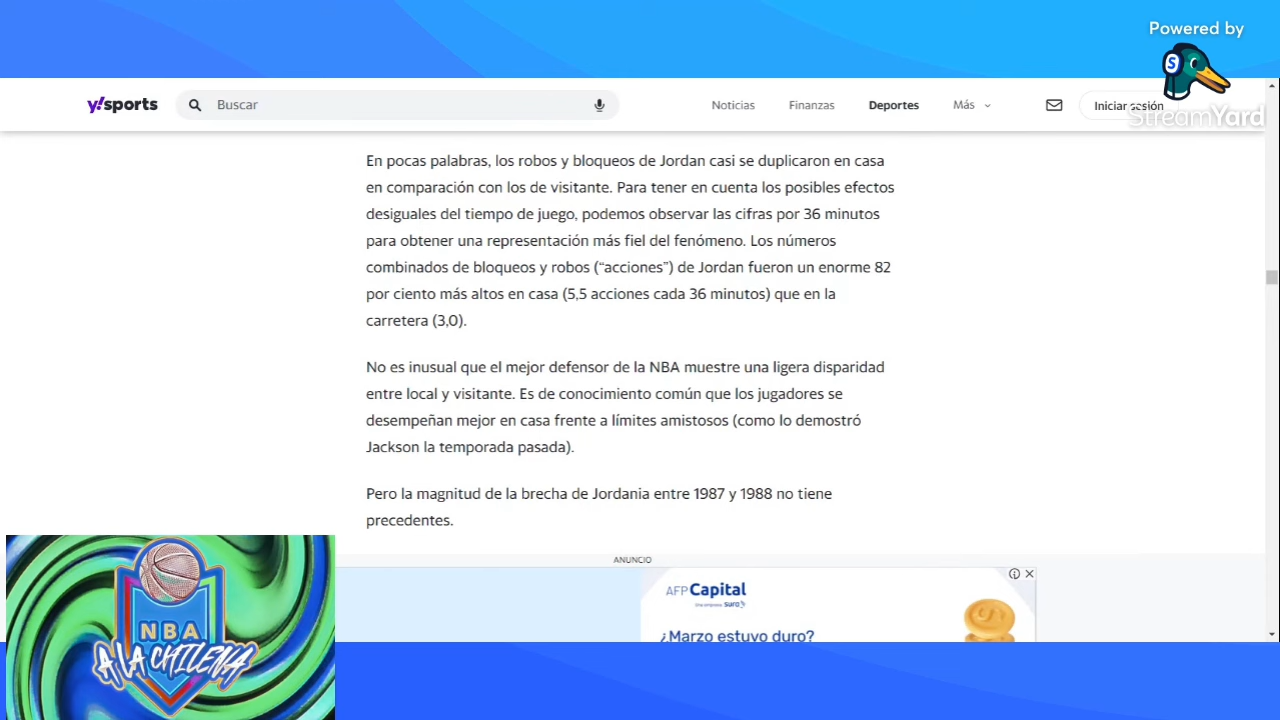 Powered by
S
StreamYard
y!sports
Buscar
Noticias
Finanzas
Deportes
Más
Iniciar sesión
En pocas palabras, los robos y bloqueos de Jordan casi se duplicaron en casa
en comparación con los de visitante. Para tener en cuenta los posibles efectos
desiguales del tiempo de juego, podemos observar las cifras por 36 minutos
para obtener una representación más fiel del fenómeno. Los números
combinados de bloqueos y robos (“acciones”) de Jordan fueron un enorme 82
por ciento más altos en casa (5,5 acciones cada 36 minutos) que en la
carretera (3,0).
No es inusual que el mejor defensor de la NBA muestre una ligera disparidad
entre local y visitante. Es de conocimiento común que los jugadores se
desempeñan mejor en casa frente a límites amistosos (como lo demostró
Jackson la temporada pasada).
Pero la magnitud de la brecha de Jordania entre 1987 y 1988 no tiene
precedentes.
ANUNCIO
AFP Capital
Una empresa sura
¿Marzo estuvo duro?
NBA
A LA CHILENA